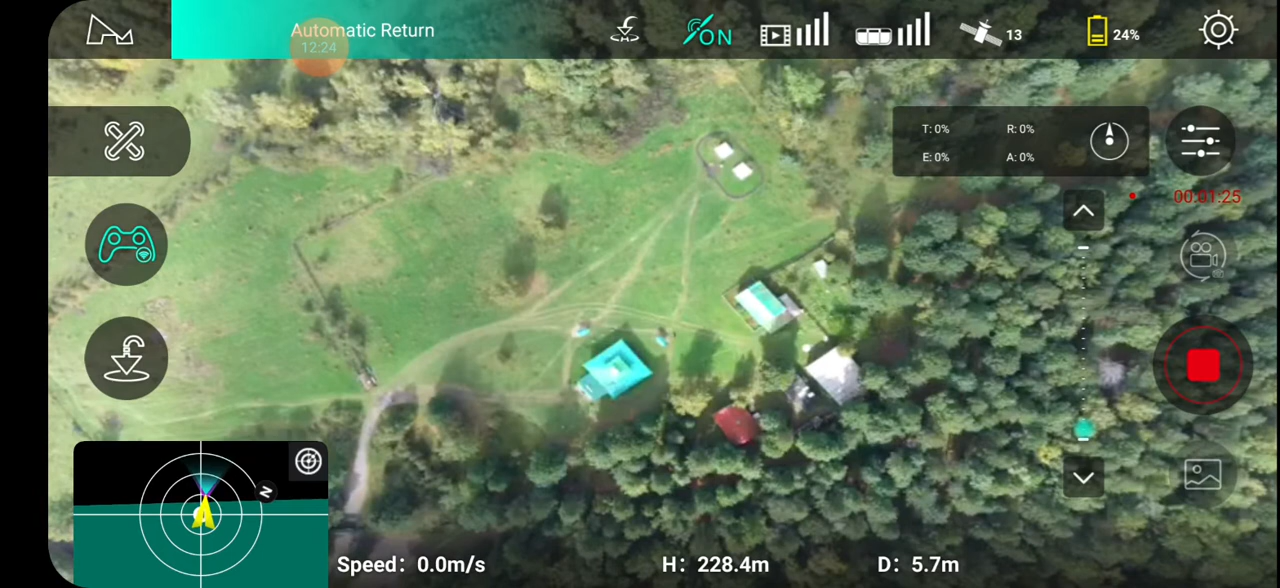 Automatic Return
12:24
ON
13
24%
T: 0%
R: 0%
E: 0%
A: 0%
00:01:25
N
Speed: 0.0m/s
H: 228.4m
D: 5.7m